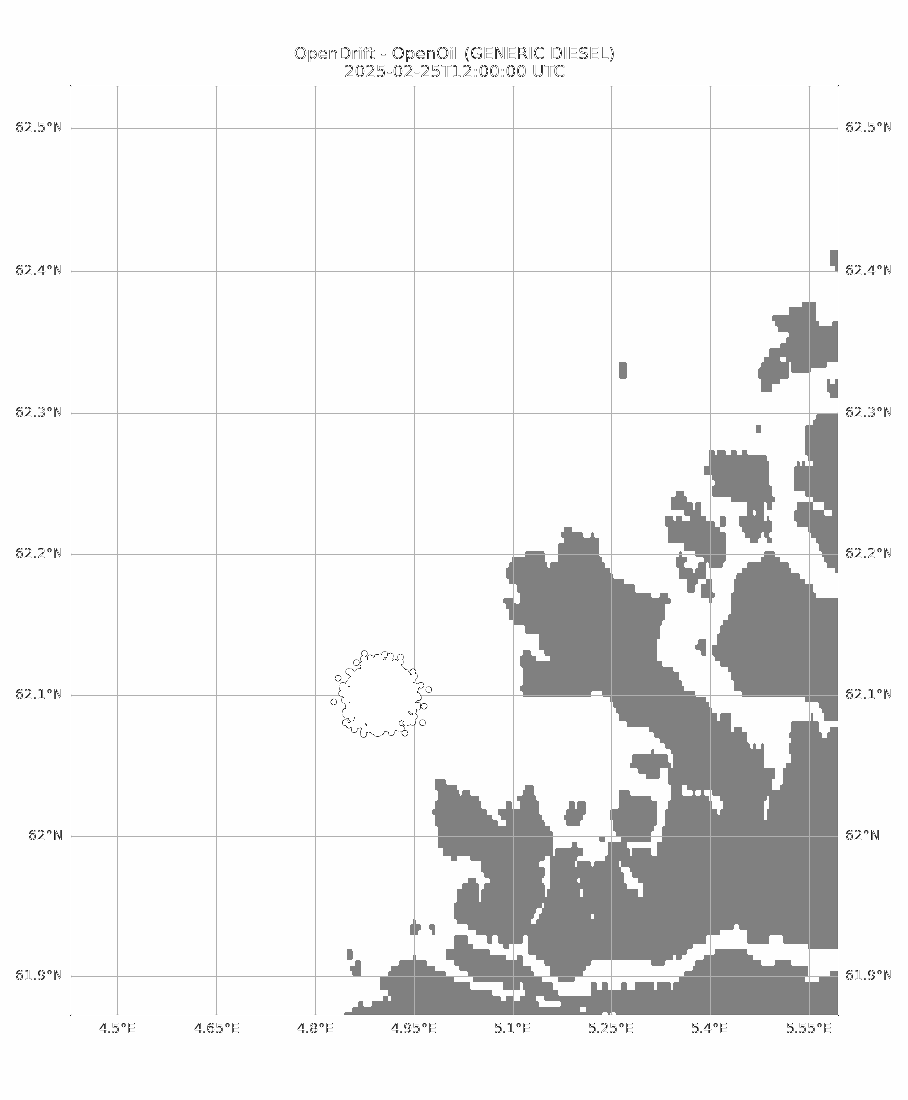 OpenDrift - OpenOil (GENERIC DIESEL)
2025-02-25T12:00:00 UTC
62.5°N 62.5°N
62.4°N 62.4°N
62.3°N 62.3°N
62.2°N 62.2°N
62.1°N 62.1°N
62°N 62°N
61.9°N 61.9°N
4.5°E 4.65°E 4.8°E 4.95°E 5.1°E 5.25°E 5.4°E 5.55°E